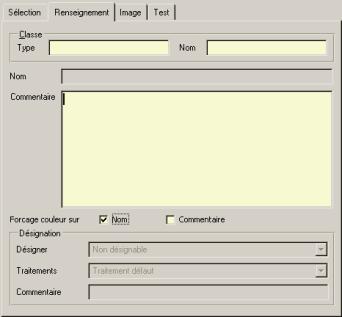 Sélection Renseignement Image Test
Classe
Type Nom
Nom
Commentaire
Forcage couleur sur Nom Commentaire
Désignation
Désigner Non désignable
Traitements Traitement défaut
Commentaire